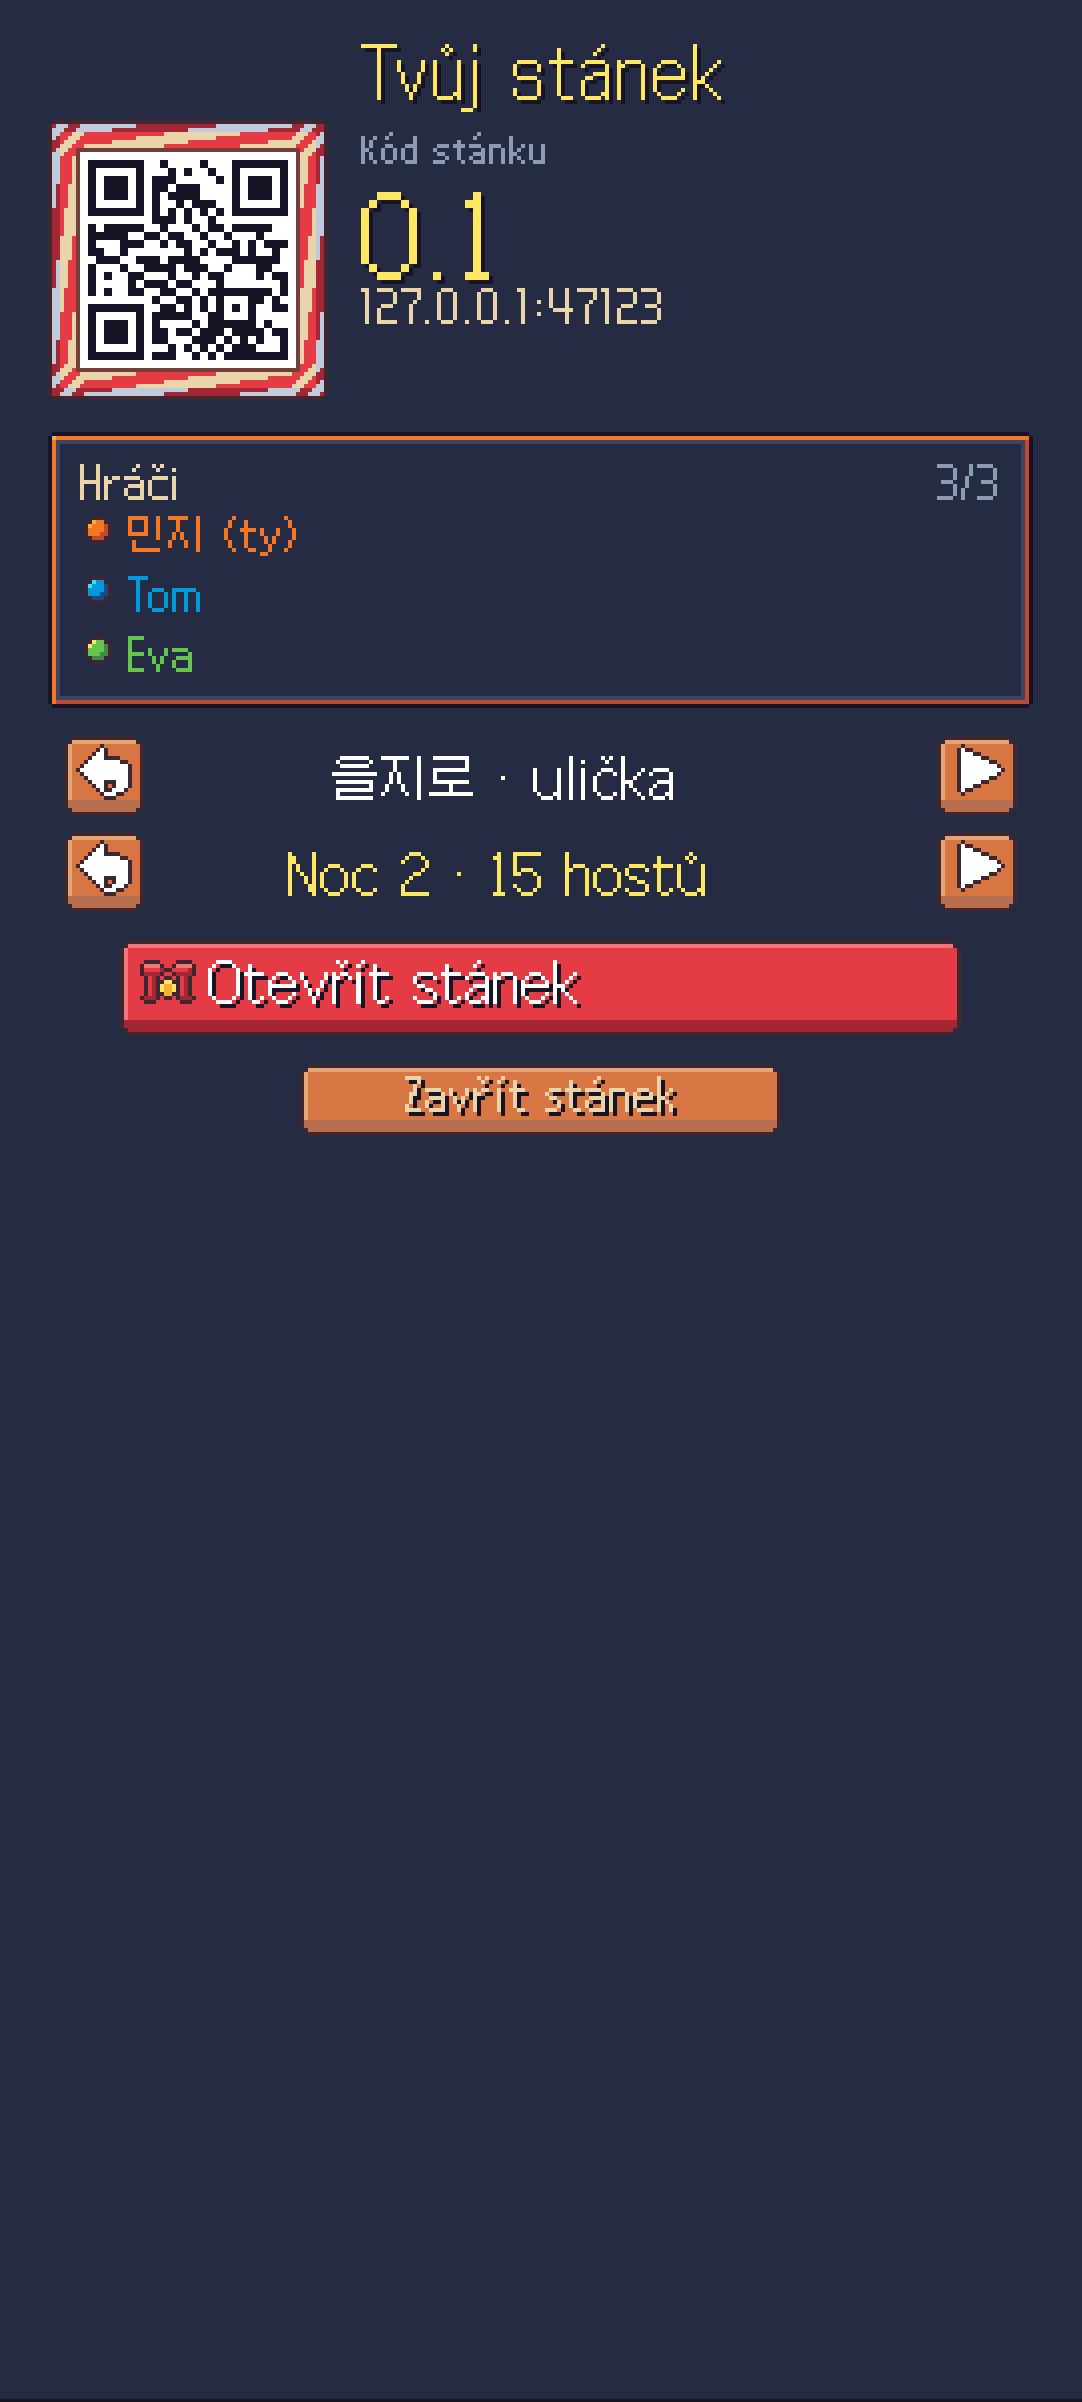 Tvůj stánek
Kód stánku
0.1
127.0.0.1:47123
Hráči 3/3
민지 (ty)
Tom
Eva
을지로 · ulička
Noc 2 · 15 hostů
Otevřít stánek
Zavřít stánek